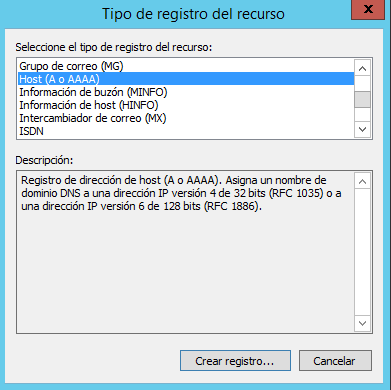 Tipo de registro del recurso
Seleccione el tipo de registro del recurso:
Grupo de correo (MG)
Host (A o AAAA)
Información de buzón (MINFO)
Información de host (HINFO)
Intercambiador de correo (MX)
ISDN
Descripción:
Registro de dirección de host (A o AAAA). Asigna un nombre de
dominio DNS a una dirección IP versión 4 de 32 bits (RFC 1035) o a
una dirección IP versión 6 de 128 bits (RFC 1886).
Crear registro...
Cancelar